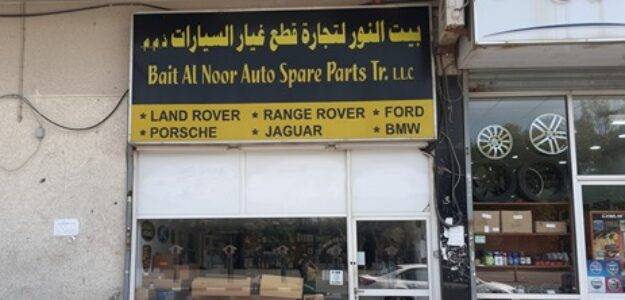 بيت النور لتجارة قطع غيار السيارات ذ.م.م
Bait Al Noor Auto Spare Parts Tr. L.L.C
* LAND ROVER * RANGE ROVER * FORD
* PORSCHE * JAGUAR * BMW